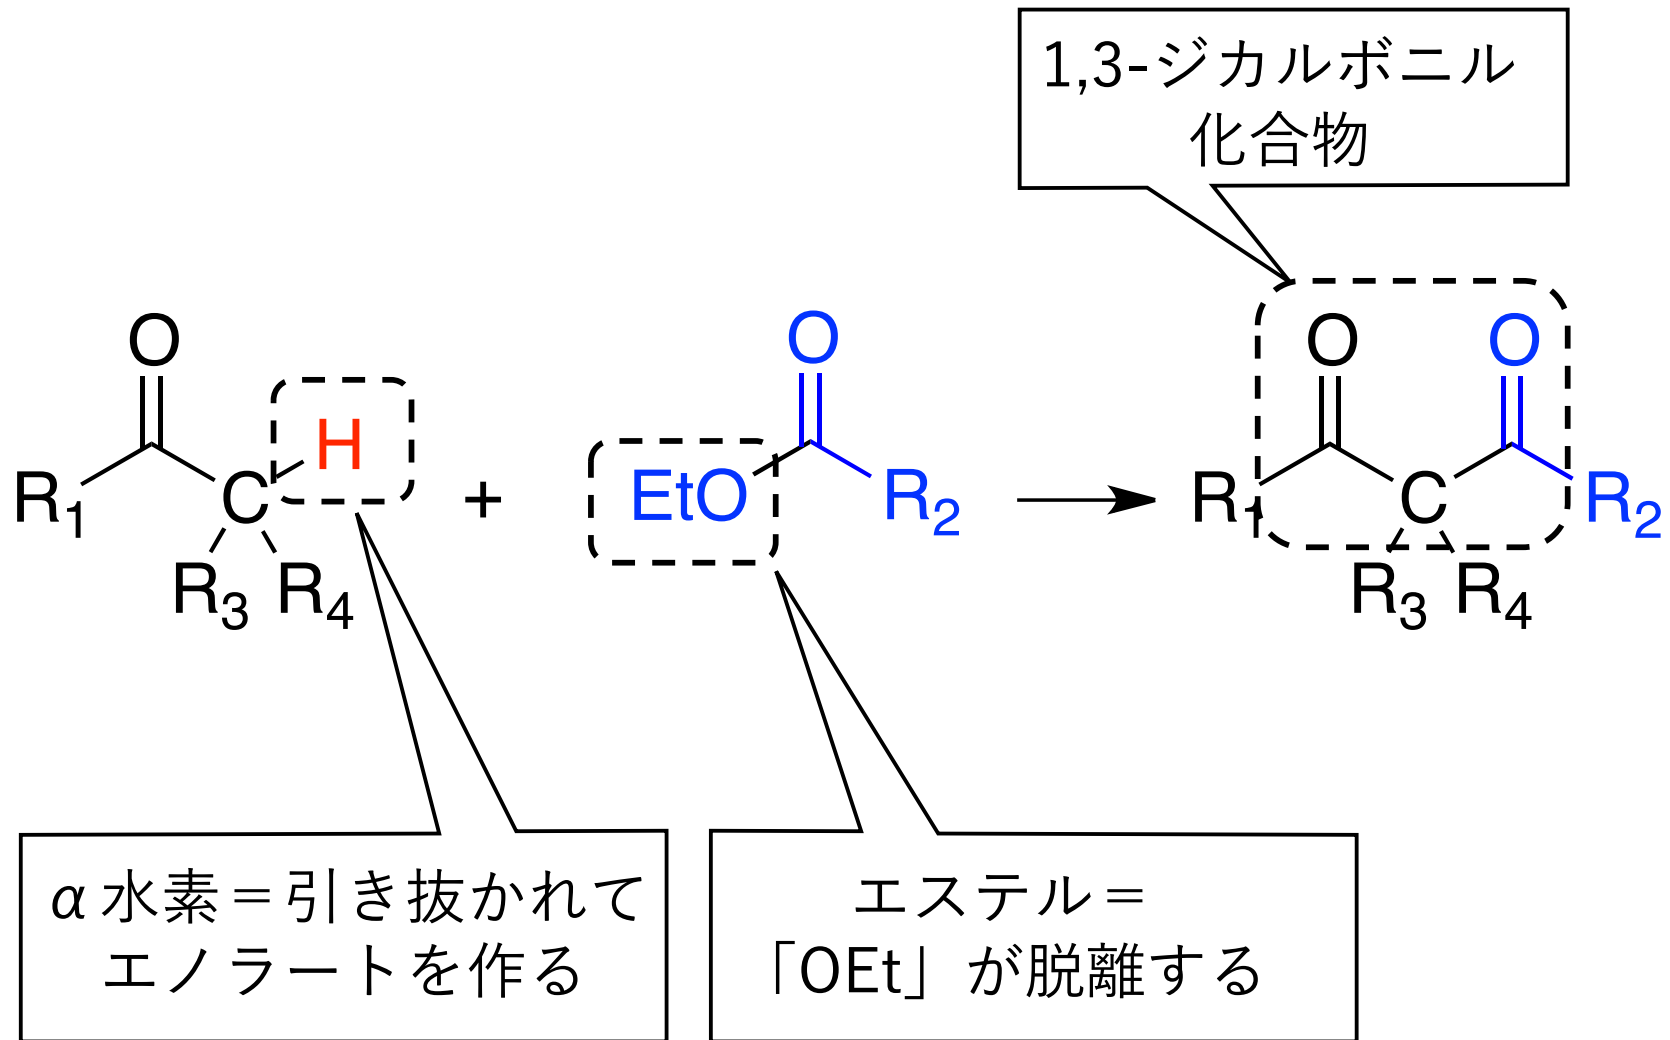 1,3-ジカルボニル
化合物
O
H
R1
C
R3
R4
+
O
EtO
R2
O
O
R1
C
R2
R3
R4
α水素＝引き抜かれて
エノラートを作る
エステル＝
「OEt」が脱離する